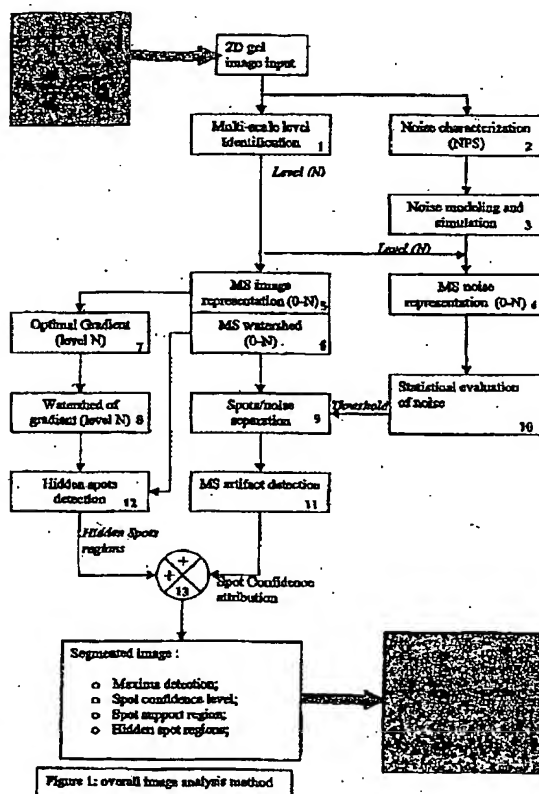 2D gel
image input
Multi-scale level
Identification 1
Noise characterization
(NPS) 2
Level (N)
Noise modeling and
simulation 3
Level (N)
MS image
representation (0-N) 5
MS noise
representation (0-N) 4
Optimal Gradient
(level N) 7
MS watershed
(0-N) 6
Watershed of
gradient (level N) 8
Spots/noise
separation 9
Threshold
Statistical evaluation
of noise
10
Hidden spots
detection 12
MS artifact detection
11
Hidden Spots
regions
+
+
13
Spot Confidence
attribution
Segmented image :
o Maxima detection;
o Spot confidence level;
o Spot support region;
o Hidden spot regions;
Figure 1.: overall image analysis method